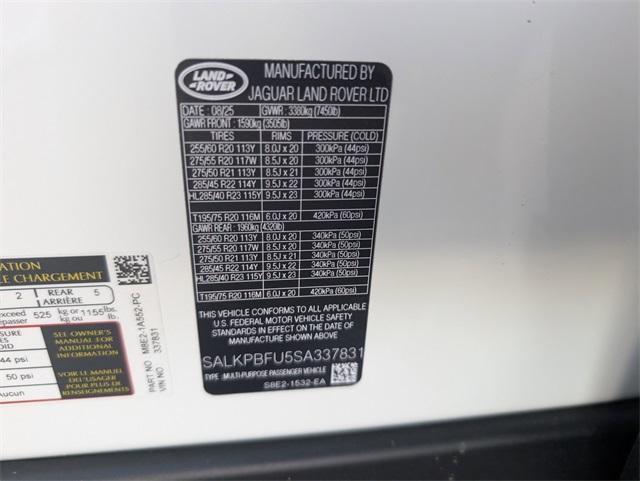 LAND ROVER
MANUFACTURED BY
JAGUAR LAND ROVER LTD
DATE : 08/25 GVWR : 3380kg (7450lb)
GAWR FRONT : 1590kg (3505lb)
TIRES RIMS PRESSURE (COLD)
255/60 R20 113Y 8.0J x 20 300kPa (44psi)
275/55 R20 117W 8.5J x 20 300kPa (44psi)
275/50 R21 113Y 8.5J x 21 300kPa (44psi)
285/45 R22 114Y 9.5J x 22 300kPa (44psi)
HL285/40 R23 115Y 9.5J x 23 300kPa (44psi)
T195/75 R20 116M 6.0J x 20 420kPa (60psi)
GAWR REAR : 1960kg (4320lb)
255/60 R20 113Y 8.0J x 20 340kPa (50psi)
275/55 R20 117W 8.5J x 20 340kPa (50psi)
275/50 R21 113Y 8.5J x 21 340kPa (50psi)
285/45 R22 114Y 9.5J x 22 340kPa (50psi)
HL285/40 R23 115Y 9.5J x 23 340kPa (50psi)
T195/75 R20 116M 6.0J x 20 420kPa (60psi)
THIS VEHICLE CONFORMS TO ALL APPLICABLE
U.S. FEDERAL MOTOR VEHICLE SAFETY
STANDARDS IN EFFECT ON THE DATE OF
MANUFACTURE SHOWN ABOVE.
SALKPBFU5SA337831
TYPE : MULTI-PURPOSE PASSENGER VEHICLE
S8E2-1532-EA
MATION
E CHARGEMENT
2 REAR 5
ARRIÈRE
exceed 525 kg or 1155 lbs.
épasser kg ou lb.
SURE
44 psi
50 psi
Aucun
SEE OWNER'S
MANUAL FOR
ADDITIONAL
INFORMATION
VOIR LE MANUEL
DE L'USAGER
POUR PLUS DE
RENSEIGNEMENTS
PART NO M8E2-1A552-PC
VIN NO 337831